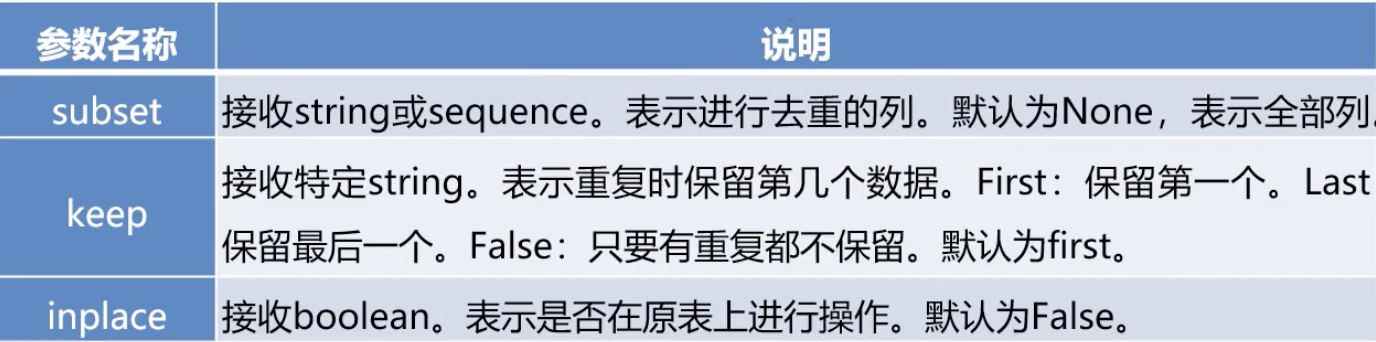 参数名称 说明
subset 接收string或sequence。表示进行去重的列。默认为None，表示全部列。
接收特定string。表示重复时保留第几个数据。First：保留第一个。Last
keep
保留最后一个。False：只要有重复都不保留。默认为first。
inplace 接收boolean。表示是否在原表上进行操作。默认为False。